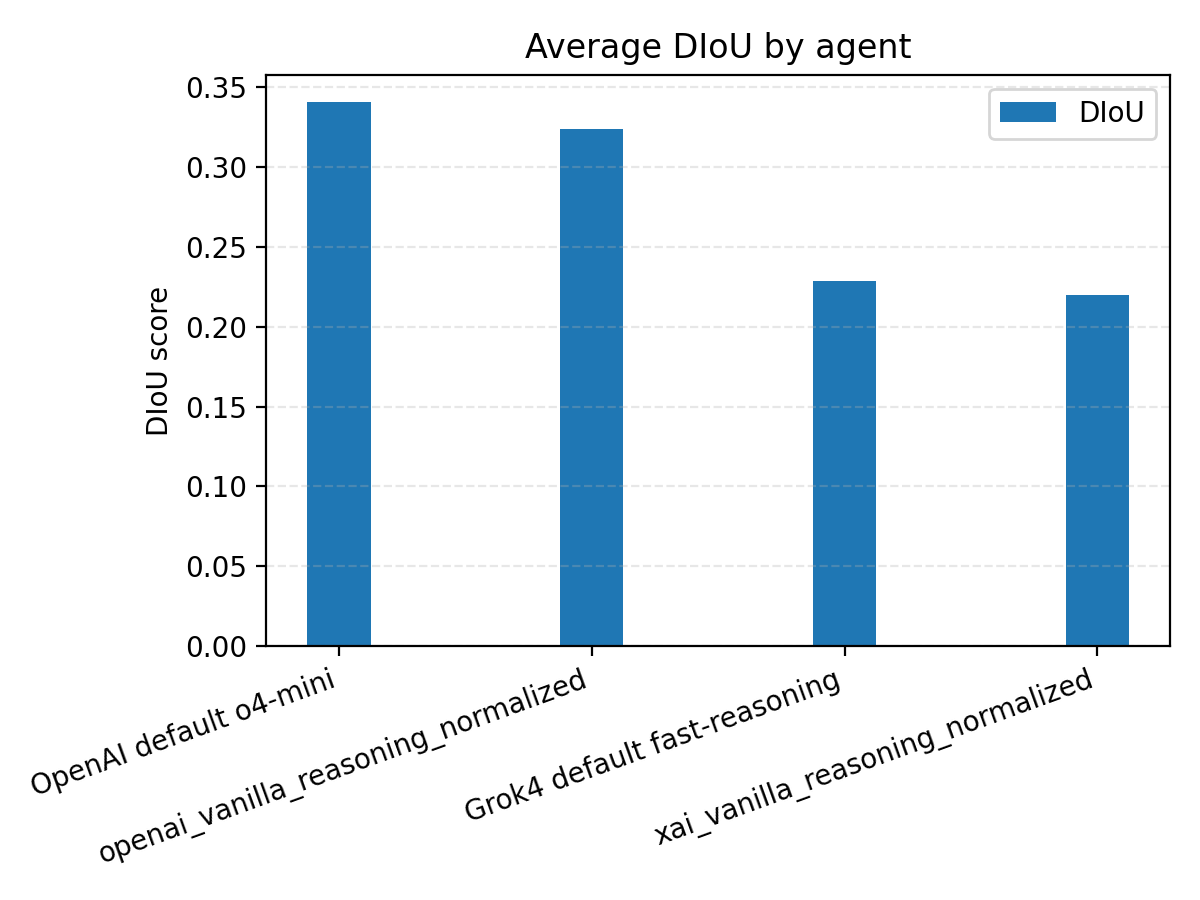 Average DIoU by agent
DIoU
DIoU score
0.35
0.30
0.25
0.20
0.15
0.10
0.05
0.00
OpenAI default o4-mini
openai_vanilla_reasoning_normalized
Grok4 default fast-reasoning
xai_vanilla_reasoning_normalized